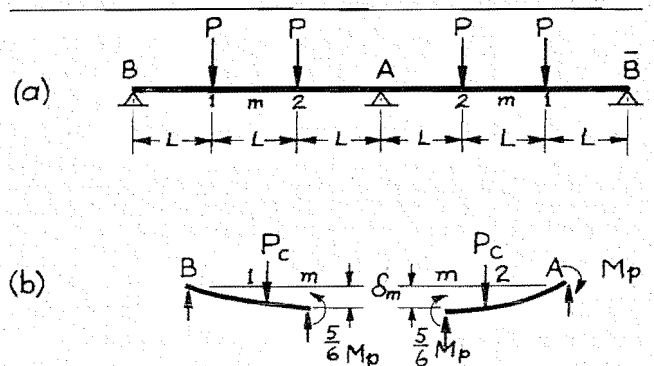 P P P P
(a) B A B̄
1 m 2 2 m 1
L L L L L L
P_c P_c
(b) B 1 m δ_m m 2 A M_p
5/6 M_p 5/6 M_p